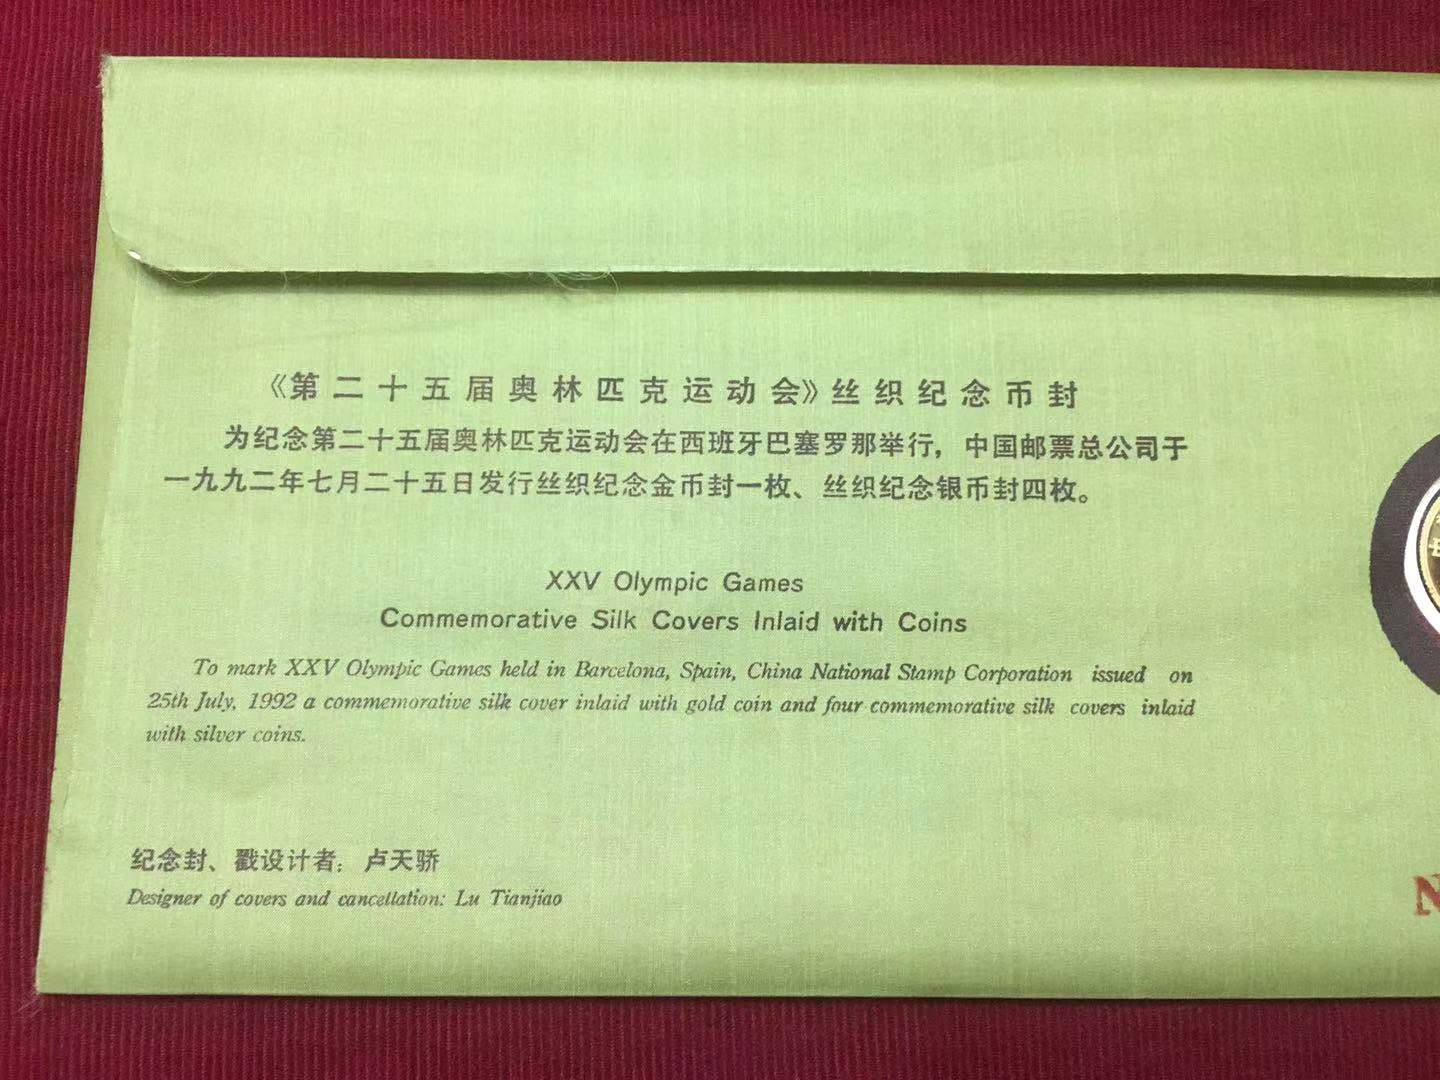 《第二十五届奥林匹克运动会》丝织纪念币封
为纪念第二十五届奥林匹克运动会在西班牙巴塞罗那举行，中国邮票总公司于
一九九二年七月二十五日发行丝织纪念金币封一枚、丝织纪念银币封四枚。
XXV Olympic Games
Commemorative Silk Covers Inlaid with Coins
To mark XXV Olympic Games held in Barcelona, Spain, China National Stamp Corporation issued on
25th July, 1992 a commemorative silk cover inlaid with gold coin and four commemorative silk covers inlaid
with silver coins.
纪念封、戳设计者：卢天骄
Designer of covers and cancellation: Lu Tianjiao
N